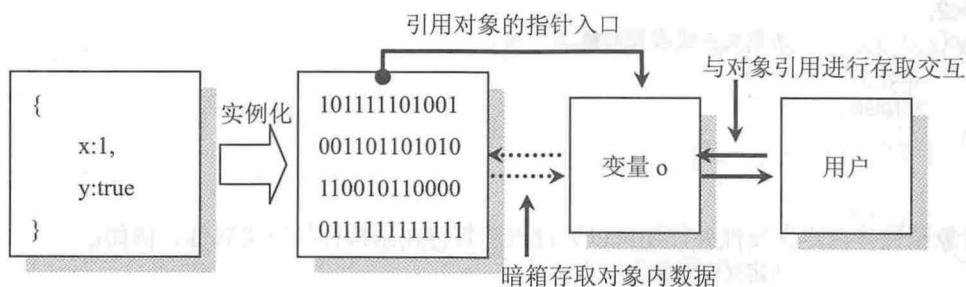 引用对象的指针入口
与对象引用进行存取交互
{
x:1,
y:true
}
实例化
101111101001
001101101010
110010110000
011111111111
变量 o
用户
暗箱存取对象内数据